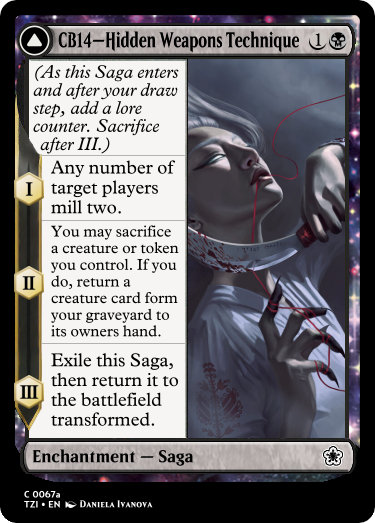 CB14—Hidden Weapons Technique 1
(As this Saga enters
and after your draw
step, add a lore
counter. Sacrifice
after III.)
I
Any number of
target players
mill two.
II
You may sacrifice
a creature or token
you control. If you
do, return a
creature card form
your graveyard to
its owners hand.
III
Exile this Saga,
then return it to
the battlefield
transformed.
Enchantment — Saga
C 0067a
TZI • EN Daniela Ivanova